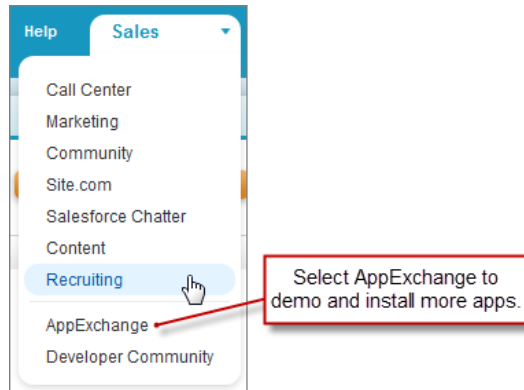 Help Sales
Call Center
Marketing
Community
Site.com
Salesforce Chatter
Content
Recruiting
AppExchange
Developer Community
Select AppExchange to
demo and install more apps.